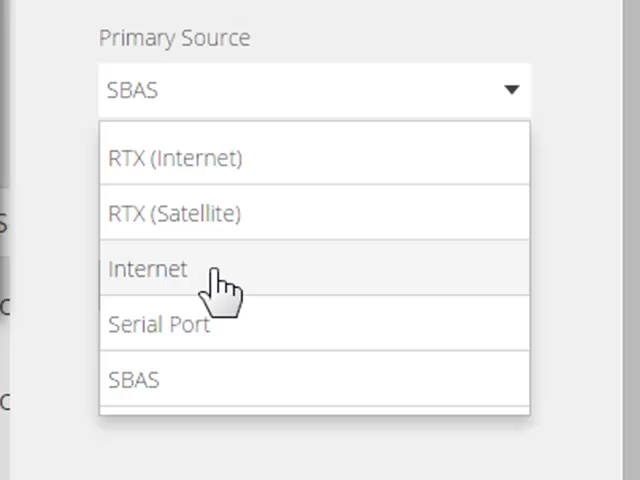 Primary Source
SBAS
RTX (Internet)
RTX (Satellite)
Internet
Serial Port
SBAS